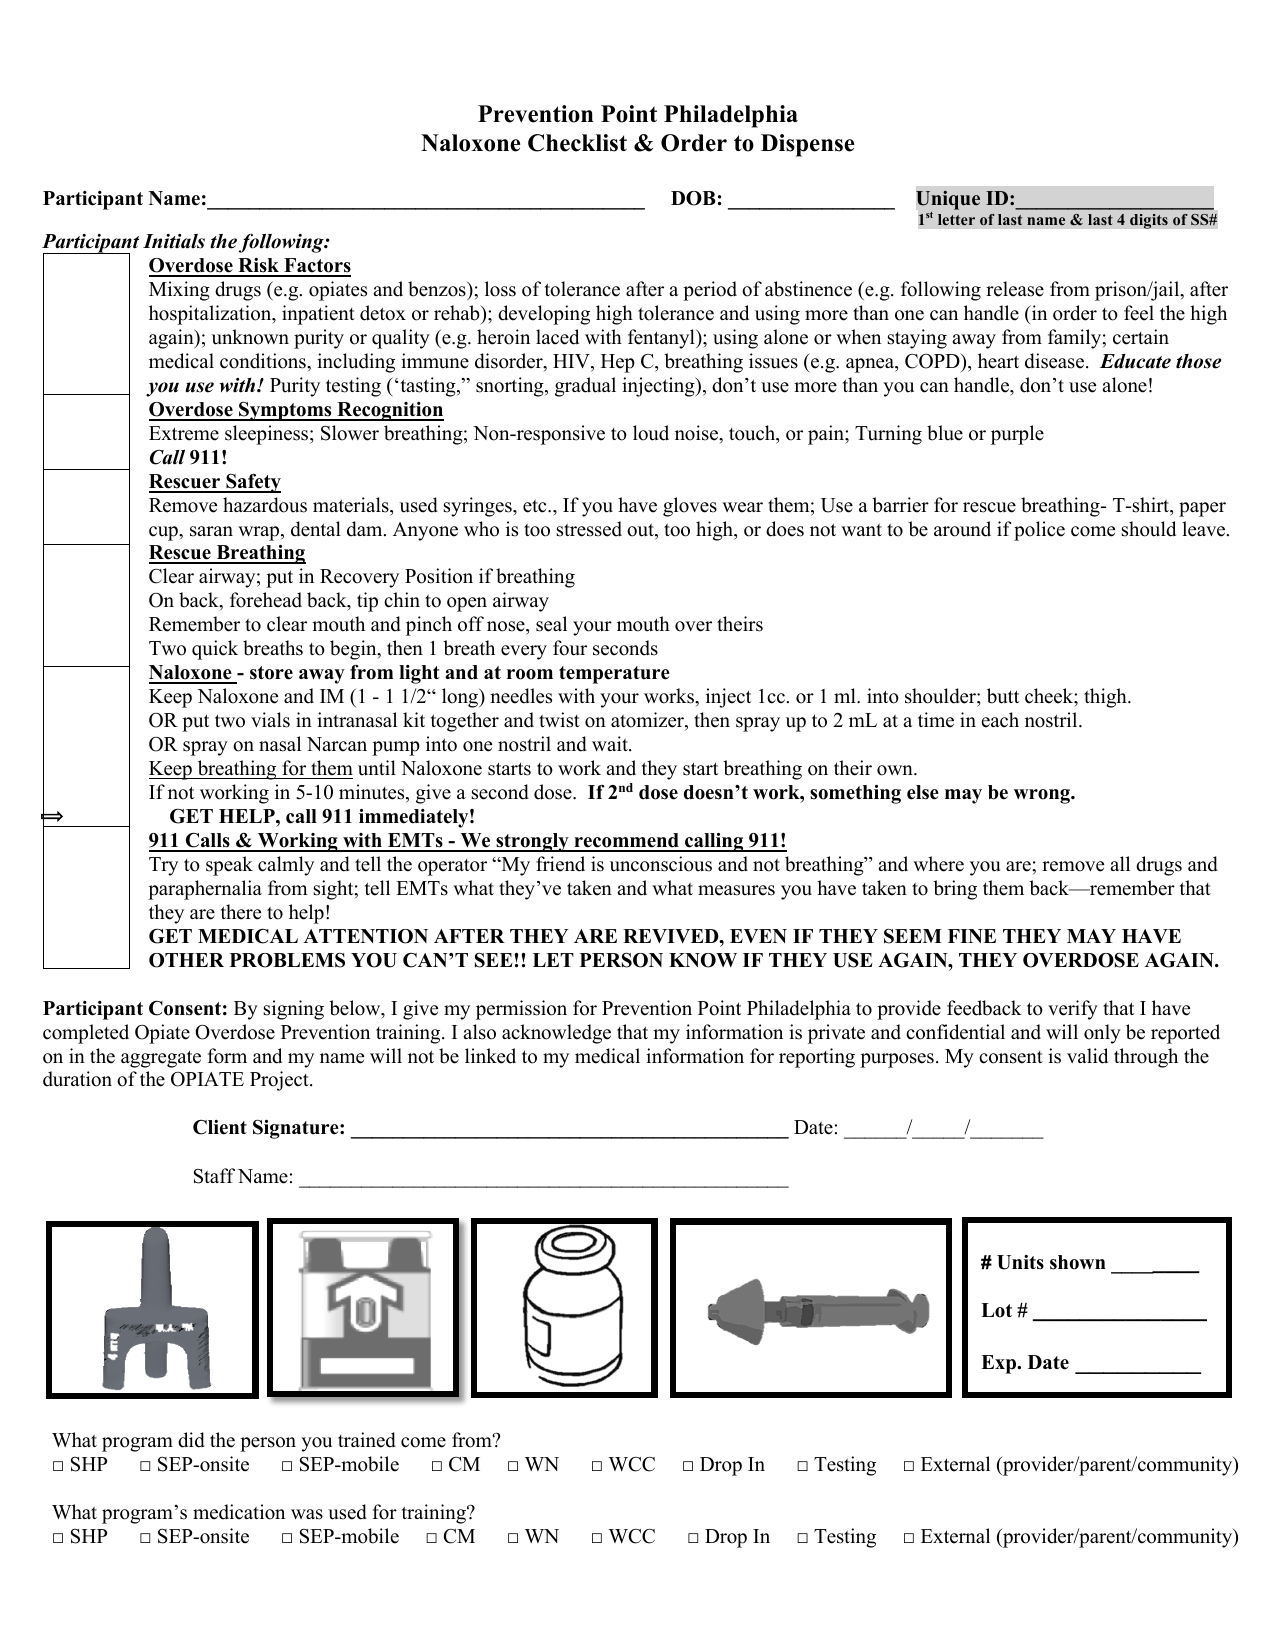 Prevention Point Philadelphia
Naloxone Checklist & Order to Dispense
Participant Name:__________________________________________ DOB: ________________ Unique ID:___________________
1st letter of last name & last 4 digits of SS#
Participant Initials the following:
Overdose Risk Factors
Mixing drugs (e.g. opiates and benzos); loss of tolerance after a period of abstinence (e.g. following release from prison/jail, after
hospitalization, inpatient detox or rehab); developing high tolerance and using more than one can handle (in order to feel the high
again); unknown purity or quality (e.g. heroin laced with fentanyl); using alone or when staying away from family; certain
medical conditions, including immune disorder, HIV, Hep C, breathing issues (e.g. apnea, COPD), heart disease. Educate those
you use with! Purity testing (‘tasting,” snorting, gradual injecting), don’t use more than you can handle, don’t use alone!
Overdose Symptoms Recognition
Extreme sleepiness; Slower breathing; Non-responsive to loud noise, touch, or pain; Turning blue or purple
Call 911!
Rescuer Safety
Remove hazardous materials, used syringes, etc., If you have gloves wear them; Use a barrier for rescue breathing- T-shirt, paper
cup, saran wrap, dental dam. Anyone who is too stressed out, too high, or does not want to be around if police come should leave.
Rescue Breathing
Clear airway; put in Recovery Position if breathing
On back, forehead back, tip chin to open airway
Remember to clear mouth and pinch off nose, seal your mouth over theirs
Two quick breaths to begin, then 1 breath every four seconds
Naloxone - store away from light and at room temperature
Keep Naloxone and IM (1 - 1 1/2“ long) needles with your works, inject 1cc. or 1 ml. into shoulder; butt cheek; thigh.
OR put two vials in intranasal kit together and twist on atomizer, then spray up to 2 mL at a time in each nostril.
OR spray on nasal Narcan pump into one nostril and wait.
Keep breathing for them until Naloxone starts to work and they start breathing on their own.
If not working in 5-10 minutes, give a second dose. If 2nd dose doesn’t work, something else may be wrong.
⇒ GET HELP, call 911 immediately!
911 Calls & Working with EMTs - We strongly recommend calling 911!
Try to speak calmly and tell the operator “My friend is unconscious and not breathing” and where you are; remove all drugs and
paraphernalia from sight; tell EMTs what they’ve taken and what measures you have taken to bring them back—remember that
they are there to help!
GET MEDICAL ATTENTION AFTER THEY ARE REVIVED, EVEN IF THEY SEEM FINE THEY MAY HAVE
OTHER PROBLEMS YOU CAN’T SEE!! LET PERSON KNOW IF THEY USE AGAIN, THEY OVERDOSE AGAIN.
Participant Consent: By signing below, I give my permission for Prevention Point Philadelphia to provide feedback to verify that I have
completed Opiate Overdose Prevention training. I also acknowledge that my information is private and confidential and will only be reported
on in the aggregate form and my name will not be linked to my medical information for reporting purposes. My consent is valid through the
duration of the OPIATE Project.
Client Signature: __________________________________________ Date: ______/_____/_______
Staff Name: _______________________________________________
4 mg
# Units shown ________
Lot # ________________
Exp. Date ____________
What program did the person you trained come from?
□ SHP □ SEP-onsite □ SEP-mobile □ CM □ WN □ WCC □ Drop In □ Testing □ External (provider/parent/community)
What program’s medication was used for training?
□ SHP □ SEP-onsite □ SEP-mobile □ CM □ WN □ WCC □ Drop In □ Testing □ External (provider/parent/community)